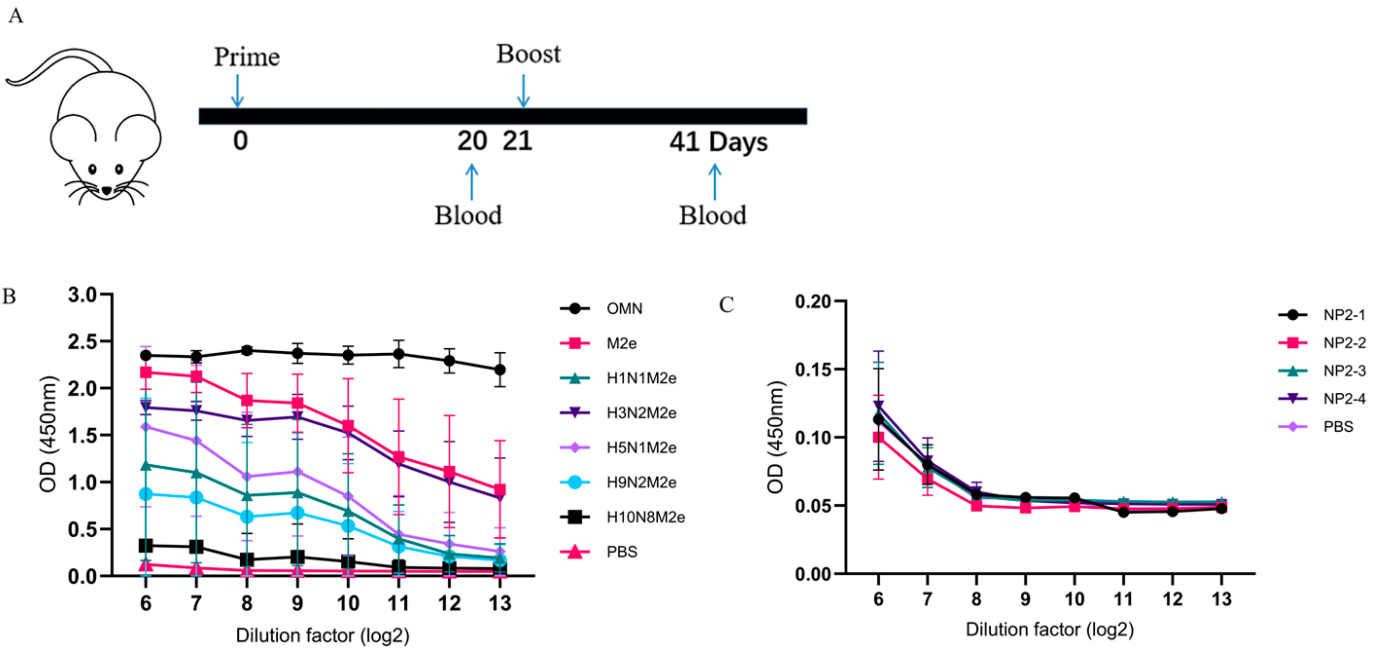 A
Prime
Boost
0
20 21
41 Days
Blood
Blood
B
3.0
2.5
2.0
1.5
1.0
0.5
0.0
OD (450nm)
6 7 8 9 10 11 12 13
Dilution factor (log2)
OMN
M2e
H1N1M2e
H3N2M2e
H5N1M2e
H9N2M2e
H10N8M2e
PBS
C
0.20
0.15
0.10
0.05
0.00
OD (450nm)
6 7 8 9 10 11 12 13
Dilution factor (log2)
NP2-1
NP2-2
NP2-3
NP2-4
PBS